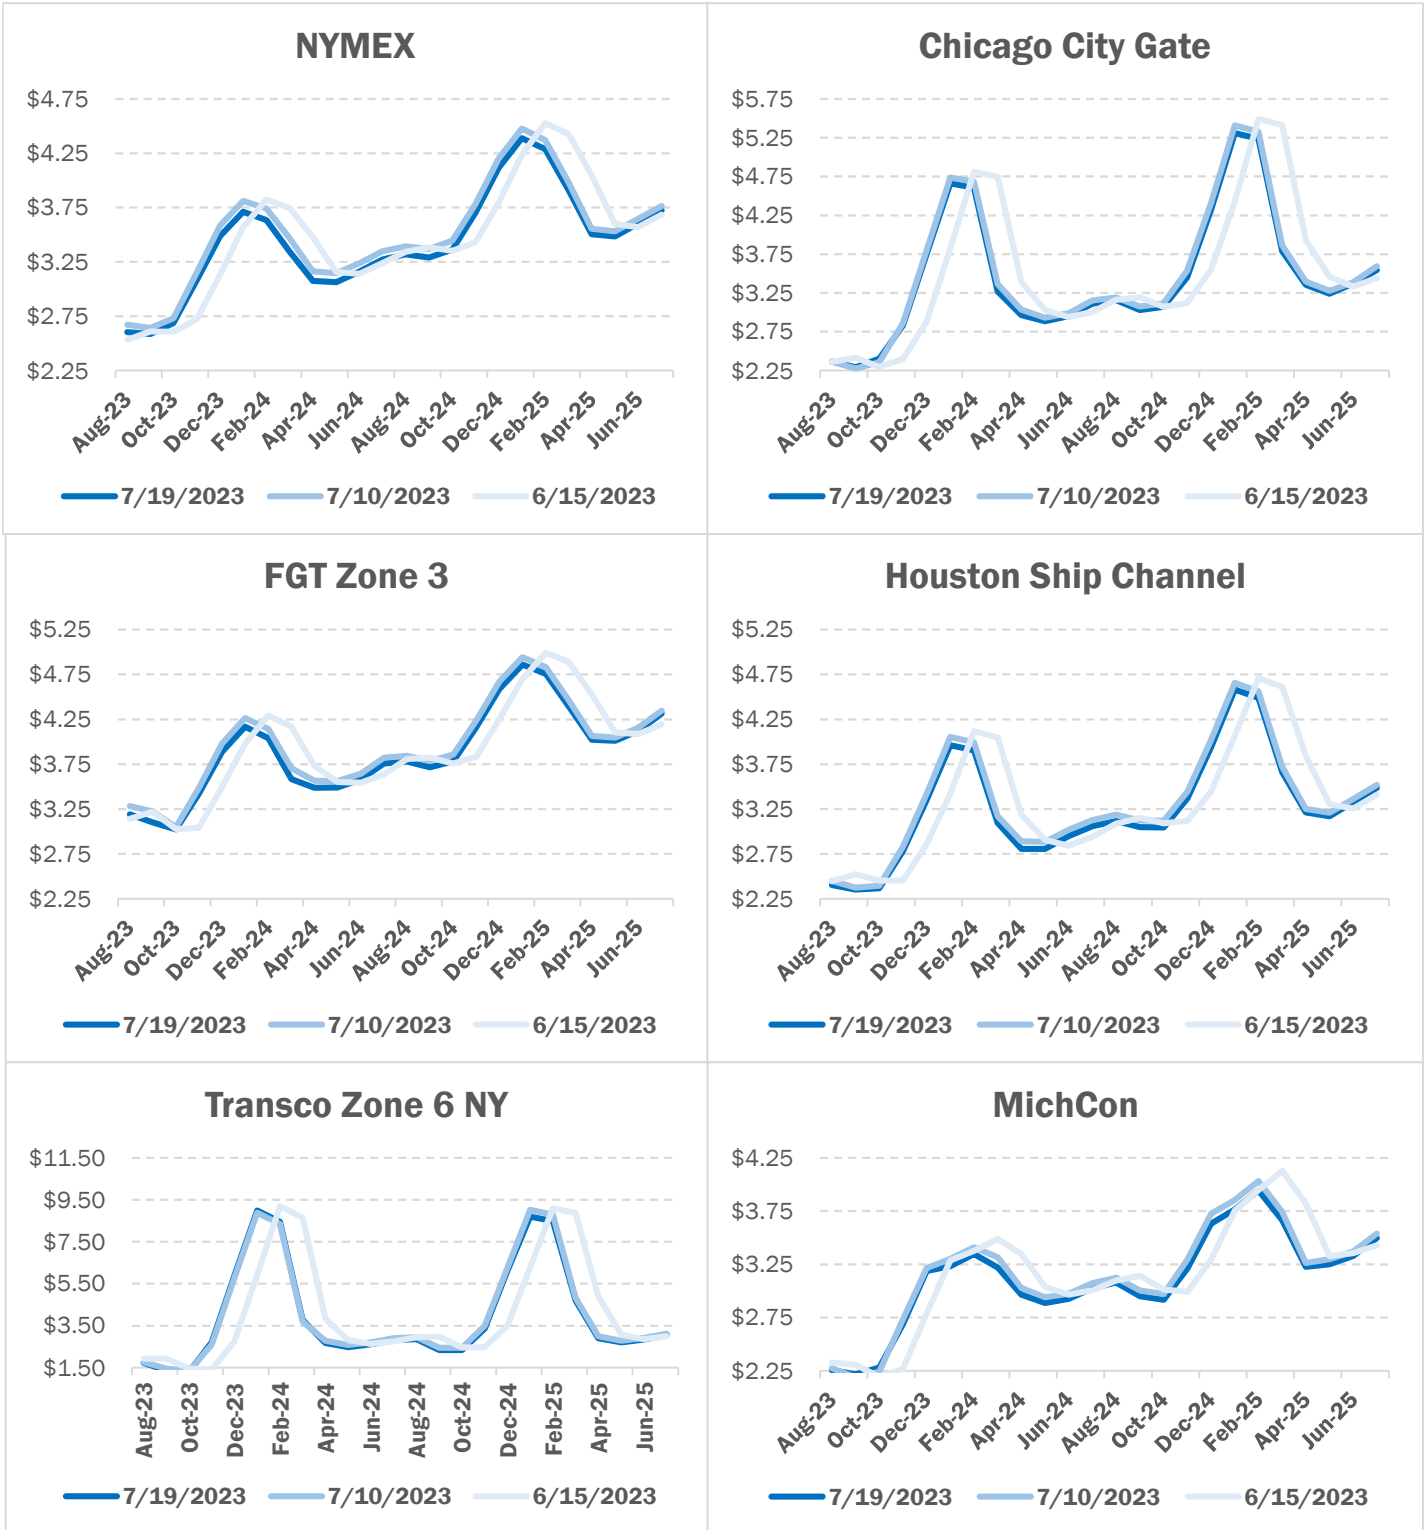 NYMEX
$4.75
$4.25
$3.75
$3.25
$2.75
$2.25
Aug-23 Oct-23 Dec-23 Feb-24 Apr-24 Jun-24 Aug-24 Oct-24 Dec-24 Feb-25 Apr-25 Jun-25
7/19/2023 7/10/2023 6/15/2023
Chicago City Gate
$5.75
$5.25
$4.75
$4.25
$3.75
$3.25
$2.75
$2.25
Aug-23 Oct-23 Dec-23 Feb-24 Apr-24 Jun-24 Aug-24 Oct-24 Dec-24 Feb-25 Apr-25 Jun-25
7/19/2023 7/10/2023 6/15/2023
FGT Zone 3
$5.25
$4.75
$4.25
$3.75
$3.25
$2.75
$2.25
Aug-23 Oct-23 Dec-23 Feb-24 Apr-24 Jun-24 Aug-24 Oct-24 Dec-24 Feb-25 Apr-25 Jun-25
7/19/2023 7/10/2023 6/15/2023
Houston Ship Channel
$5.25
$4.75
$4.25
$3.75
$3.25
$2.75
$2.25
Aug-23 Oct-23 Dec-23 Feb-24 Apr-24 Jun-24 Aug-24 Oct-24 Dec-24 Feb-25 Apr-25 Jun-25
7/19/2023 7/10/2023 6/15/2023
Transco Zone 6 NY
$11.50
$9.50
$7.50
$5.50
$3.50
$1.50
Aug-23 Oct-23 Dec-23 Feb-24 Apr-24 Jun-24 Aug-24 Oct-24 Dec-24 Feb-25 Apr-25 Jun-25
7/19/2023 7/10/2023 6/15/2023
MichCon
$4.25
$3.75
$3.25
$2.75
$2.25
Aug-23 Oct-23 Dec-23 Feb-24 Apr-24 Jun-24 Aug-24 Oct-24 Dec-24 Feb-25 Apr-25 Jun-25
7/19/2023 7/10/2023 6/15/2023